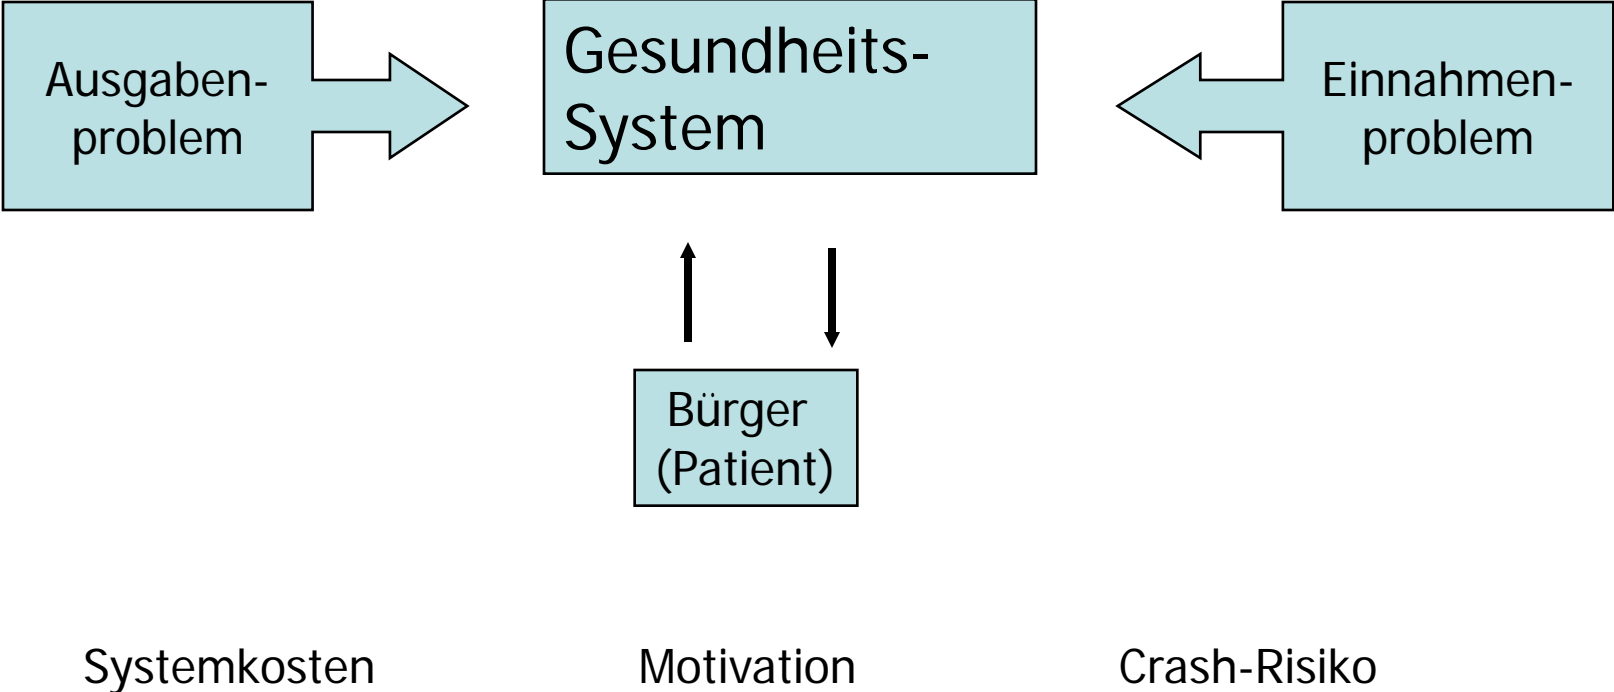 Ausgaben-
problem
Gesundheits-
System
Einnahmen-
problem
Bürger
(Patient)
Systemkosten
Motivation
Crash-Risiko